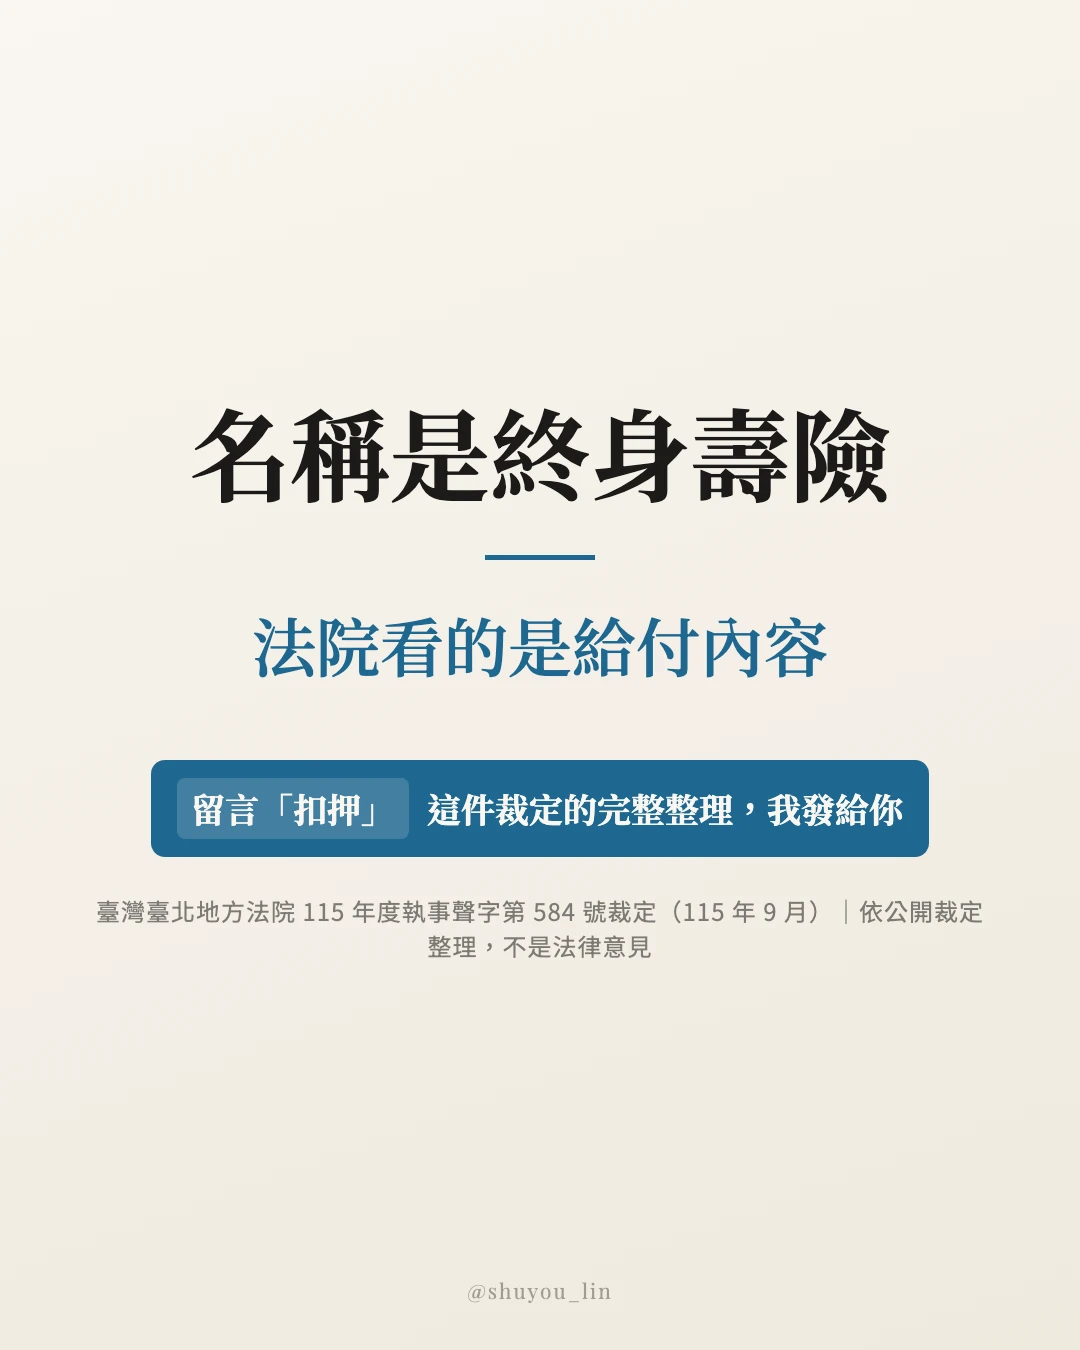 名稱是終身壽險
法院看的是給付內容
留言「扣押」 這件裁定的完整整理，我發給你
臺灣臺北地方法院 115 年度執事聲字第 584 號裁定（115 年 9 月）｜依公開裁定
整理，不是法律意見
@shuyou_lin